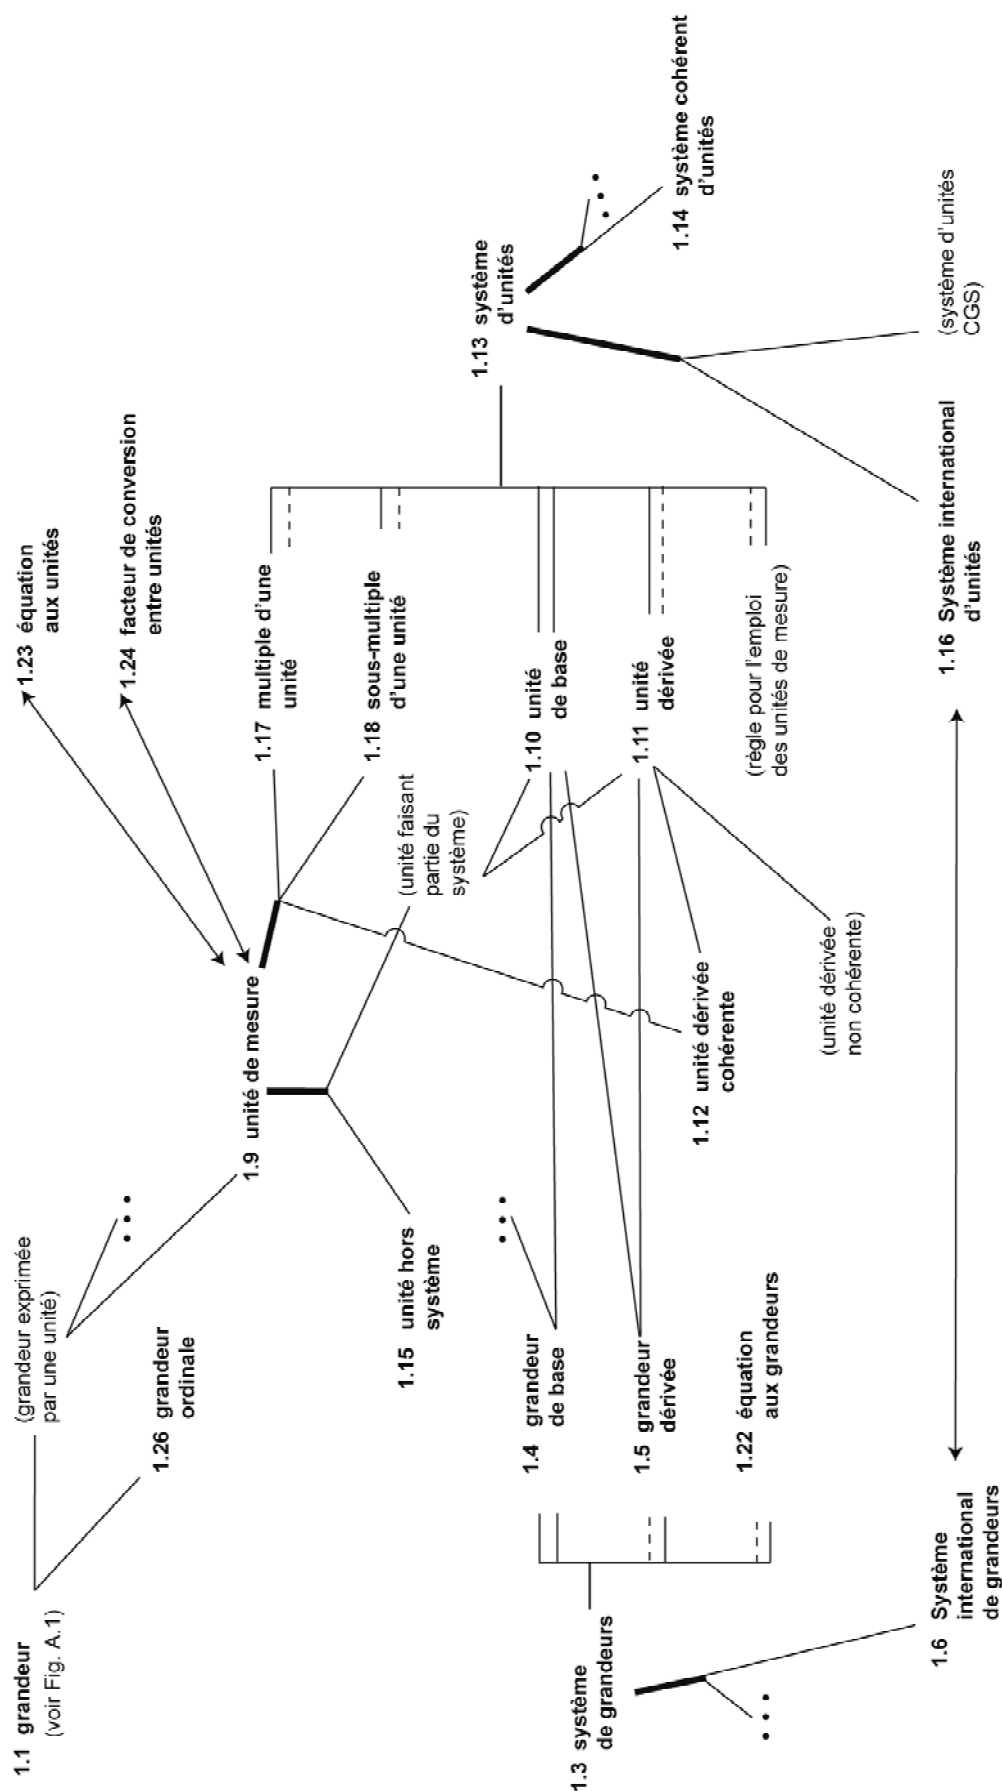 1.1 grandeur
(voir Fig. A.1)
(grandeur exprimée
par une unité)
1.26 grandeur
ordinale
1.23 équation
aux unités
1.24 facteur de conversion
entre unités
1.9 unité de mesure
1.17 multiple d'une
unité
1.18 sous-multiple
d'une unité
1.15 unité hors
système
(unité faisant
partie du
système)
1.13 système
d'unités
1.14 système cohérent
d'unités
1.3 système
de grandeurs
1.4 grandeur
de base
1.10 unité
de base
1.5 grandeur
dérivée
1.11 unité
dérivée
1.12 unité dérivée
cohérente
1.22 équation
aux grandeurs
(règle pour l'emploi
des unités de mesure)
(unité dérivée
non cohérente)
1.6 Système
international
de grandeurs
1.16 Système international
d'unités
(système d'unités
CGS)